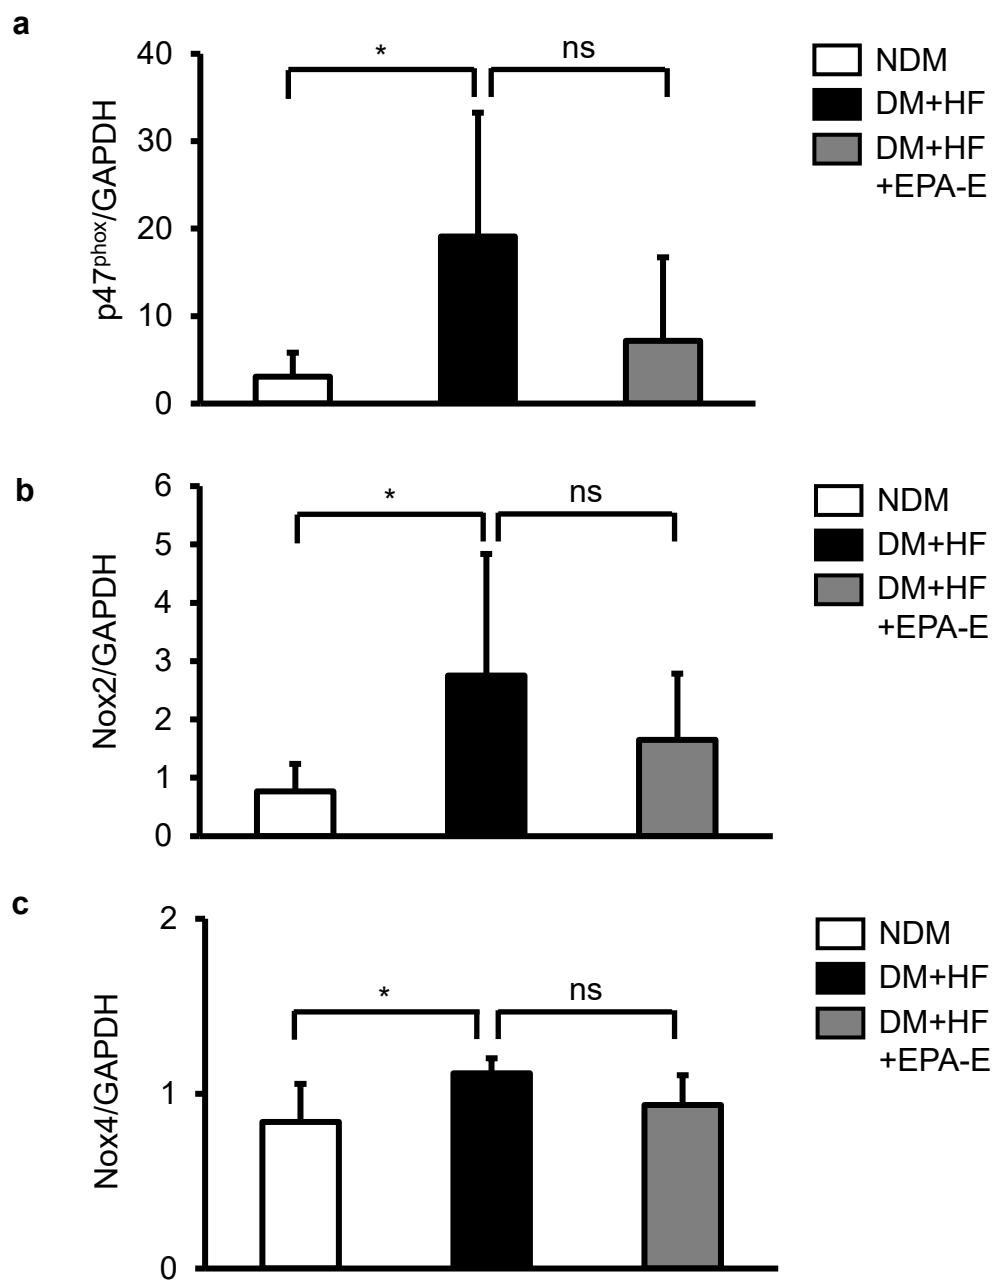 a
p47phox/GAPDH
40
30
20
10
0
*
ns
NDM
DM+HF
DM+HF
+EPA-E
b
Nox2/GAPDH
6
5
4
3
2
1
0
*
ns
NDM
DM+HF
DM+HF
+EPA-E
c
Nox4/GAPDH
2
1
0
*
ns
NDM
DM+HF
DM+HF
+EPA-E